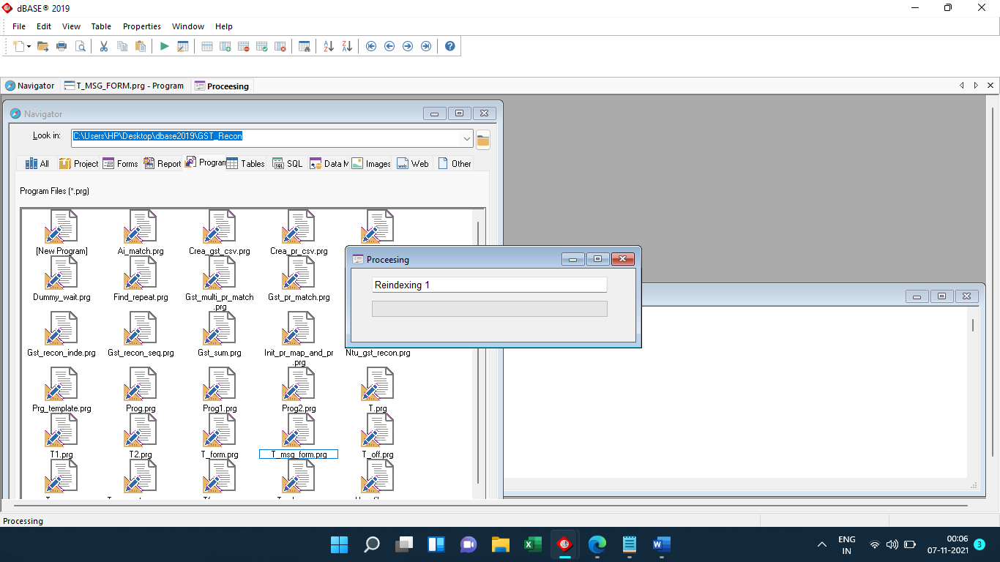 dBASE® 2019
File Edit View Table Properties Window Help
Navigator T_MSG_FORM.prg - Program Proceesing
Navigator
Look in: C:\Users\HP\Desktop\dbase2019\GST_Recon
All Project Forms Report Program Tables SQL Data M Images Web Other
Program Files (*.prg)
[New Program] Ai_match.prg Crea_gst_csv.prg Crea_pr_csv.prg
Dummy_wait.prg Find_repeat.prg Gst_multi_pr_match
.prg Gst_pr_match.prg
Gst_recon_inde.prg Gst_recon_seq.prg Gst_sum.prg Init_pr_map_and_pr
.prg Ntu_gst_recon.prg
Prg_template.prg Prog.prg Prog1.prg Prog2.prg T.prg
T1.prg T2.prg T_form.prg T_msg_form.prg T_off.prg
Proceesing
Reindexing 1
Processing
ENG
IN
00:06
07-11-2021
3